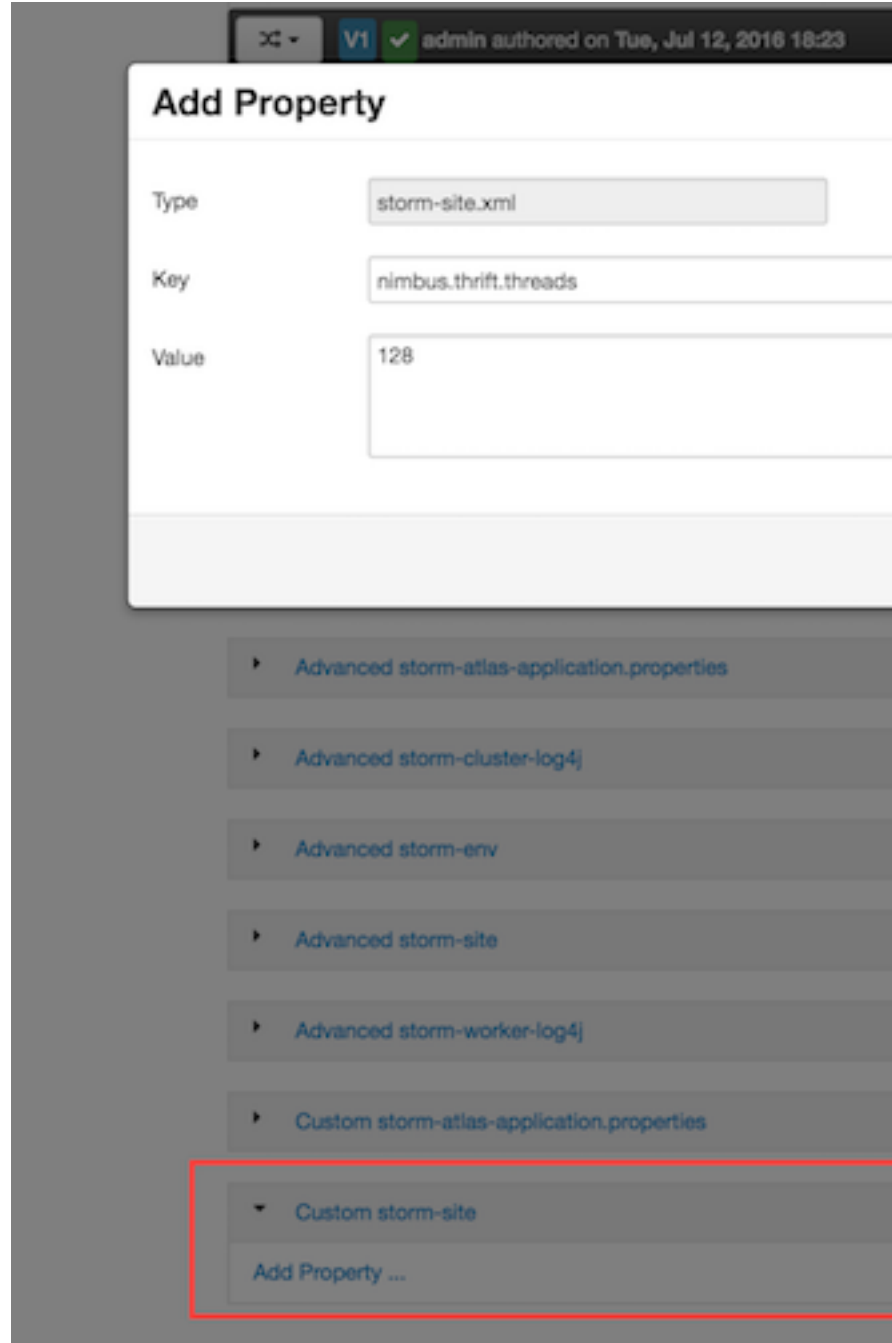 V1 admin authored on Tue, Jul 12, 2016 18:23
Add Property
Type storm-site.xml
Key nimbus.thrift.threads
Value 128
Advanced storm-atlas-application.properties
Advanced storm-cluster-log4j
Advanced storm-env
Advanced storm-site
Advanced storm-worker-log4j
Custom storm-atlas-application.properties
Custom storm-site
Add Property ...